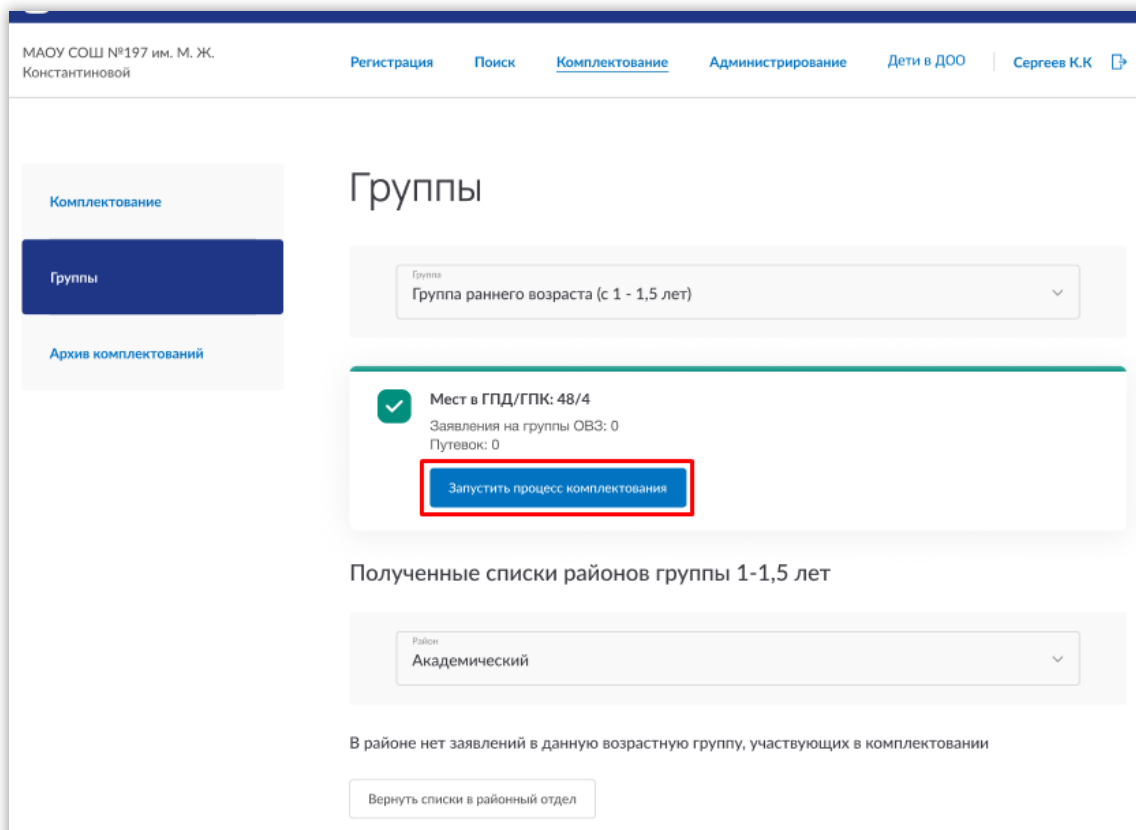 МАОУ СОШ №197 им. М. Ж.
Константиновой
Регистрация
Поиск
Комплектование
Администрирование
Дети в ДОО
Сергеев К.К
Комплектование
Группы
Архив комплектований
Группы
Группа
Группа раннего возраста (с 1 - 1,5 лет)
Мест в ГПД/ГПК: 48/4
Заявления на группы ОВЗ: 0
Путевок: 0
Запустить процесс комплектования
Полученные списки районов группы 1-1,5 лет
Район
Академический
В районе нет заявлений в данную возрастную группу, участвующих в комплектовании
Вернуть списки в районный отдел